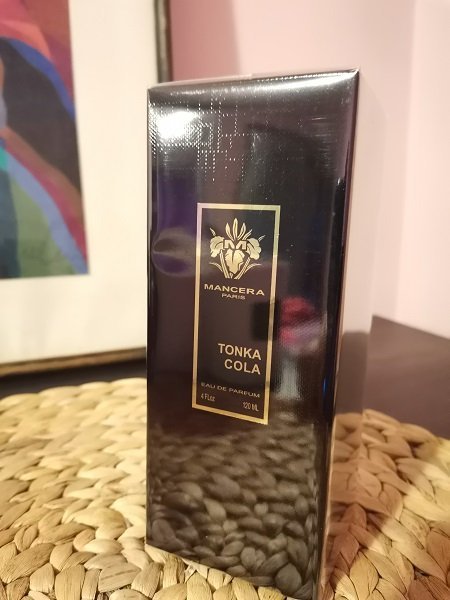 MANCERA
PARIS
TONKA
COLA
EAU DE PARFUM
4 Fl.oz 120 ML